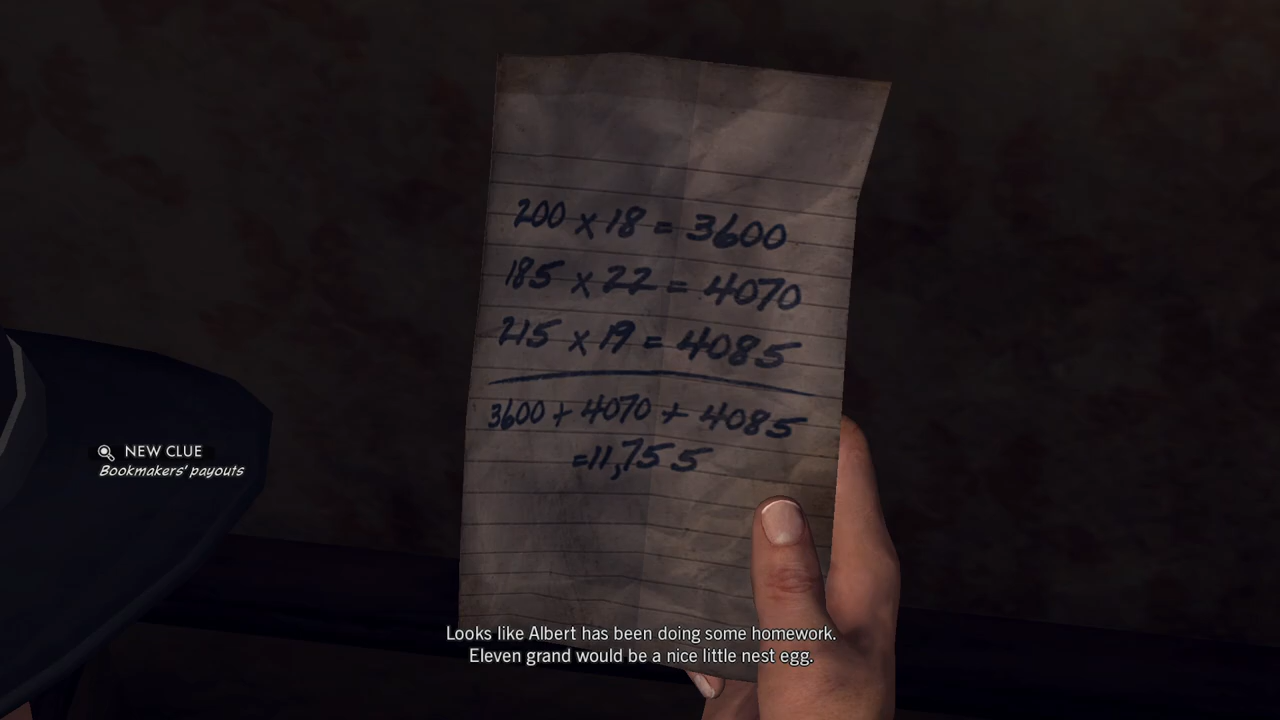 200 x 18 = 3600
185 x 22 = 4070
215 x 19 = 4085
3600 + 4070 + 4085
=11,755
NEW CLUE
Bookmakers' payouts
Looks like Albert has been doing some homework.
Eleven grand would be a nice little nest egg.